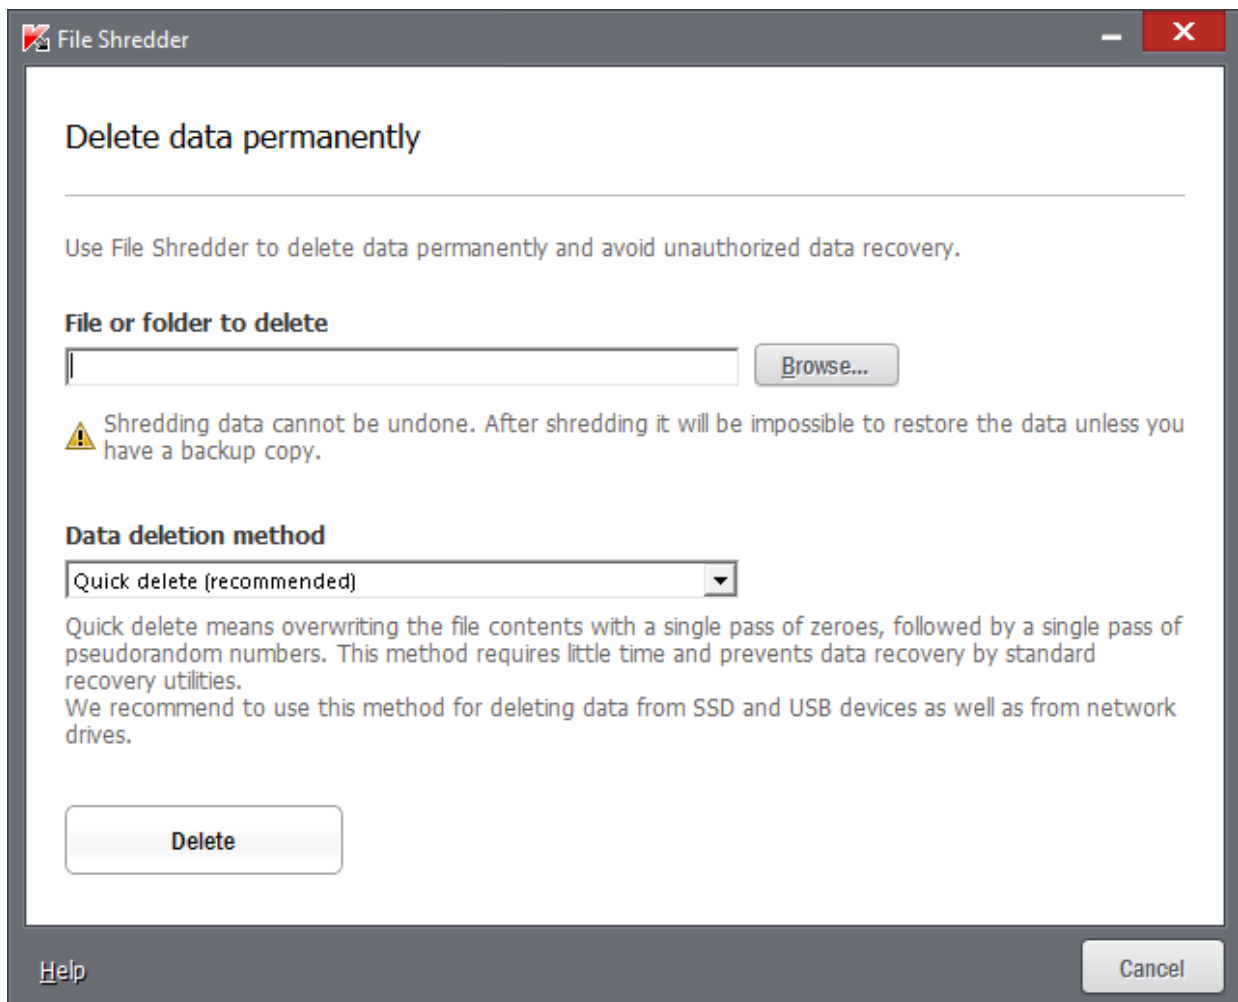 File Shredder
Delete data permanently
Use File Shredder to delete data permanently and avoid unauthorized data recovery.
File or folder to delete
Browse...
Shredding data cannot be undone. After shredding it will be impossible to restore the data unless you
have a backup copy.
Data deletion method
Quick delete (recommended)
Quick delete means overwriting the file contents with a single pass of zeroes, followed by a single pass of
pseudorandom numbers. This method requires little time and prevents data recovery by standard
recovery utilities.
We recommend to use this method for deleting data from SSD and USB devices as well as from network
drives.
Delete
Help
Cancel